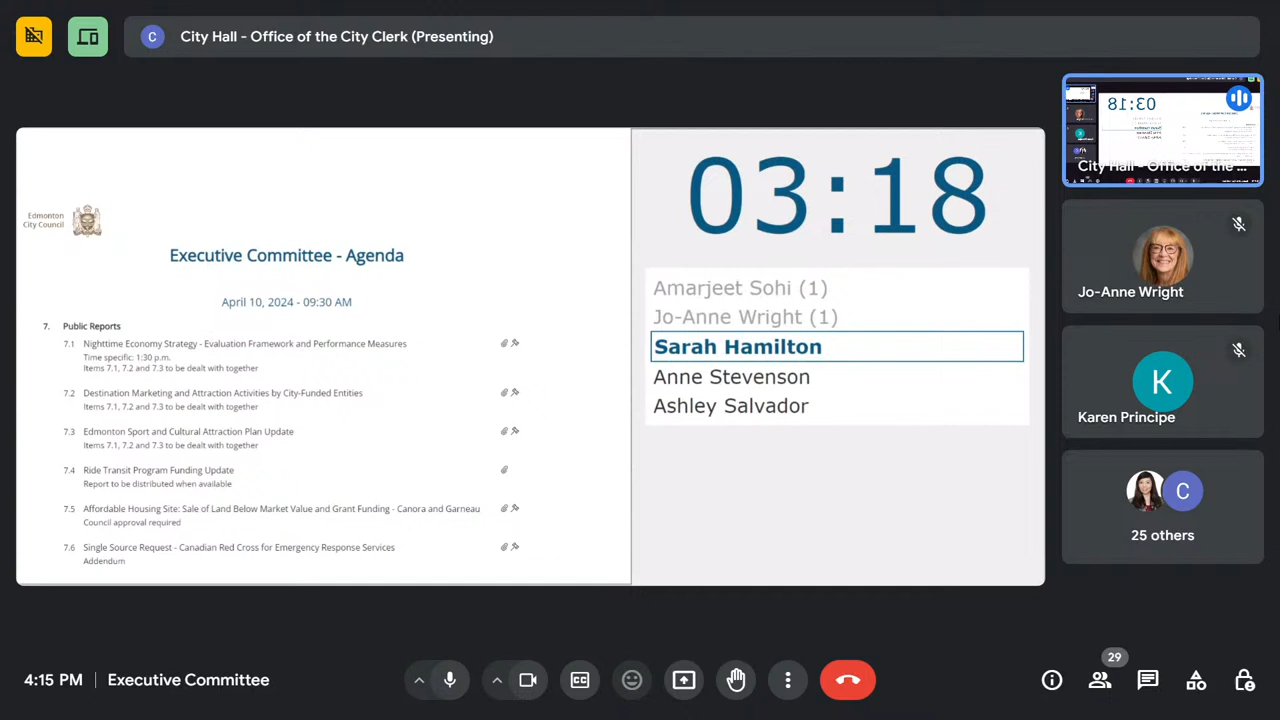 C City Hall - Office of the City Clerk (Presenting)
Edmonton
City Council
Executive Committee - Agenda
April 10, 2024 - 09:30 AM
7. Public Reports
7.1 Nighttime Economy Strategy - Evaluation Framework and Performance Measures
Time specific: 1:30 p.m.
Items 7.1, 7.2 and 7.3 to be dealt with together
7.2 Destination Marketing and Attraction Activities by City-Funded Entities
Items 7.1, 7.2 and 7.3 to be dealt with together
7.3 Edmonton Sport and Cultural Attraction Plan Update
Items 7.1, 7.2 and 7.3 to be dealt with together
7.4 Ride Transit Program Funding Update
Report to be distributed when available
7.5 Affordable Housing Site: Sale of Land Below Market Value and Grant Funding - Canora and Garneau
Council approval required
7.6 Single Source Request - Canadian Red Cross for Emergency Response Services
Addendum
03:18
Amarjeet Sohi (1)
Jo-Anne Wright (1)
Sarah Hamilton
Anne Stevenson
Ashley Salvador
03:18
City Hall - Office of the ...
Jo-Anne Wright
K
Karen Principe
C
25 others
4:15 PM | Executive Committee
CC
29